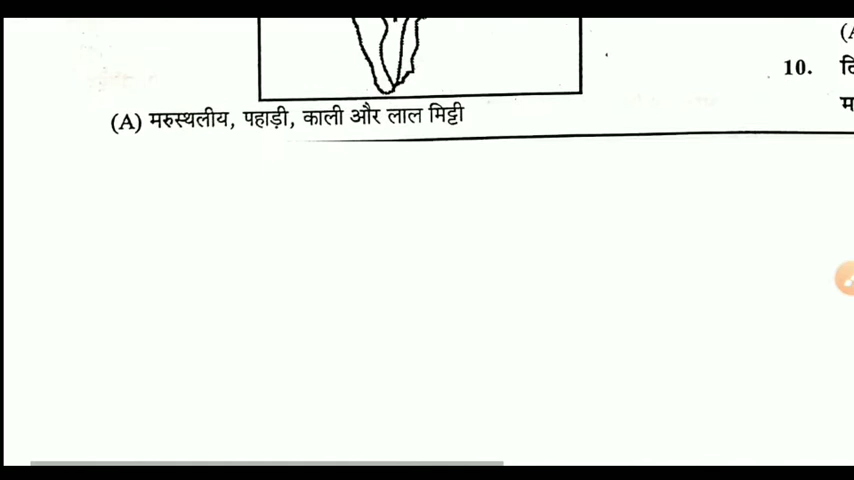 (A) मरुस्थलीय, पहाड़ी, काली और लाल मिट्टी
10.